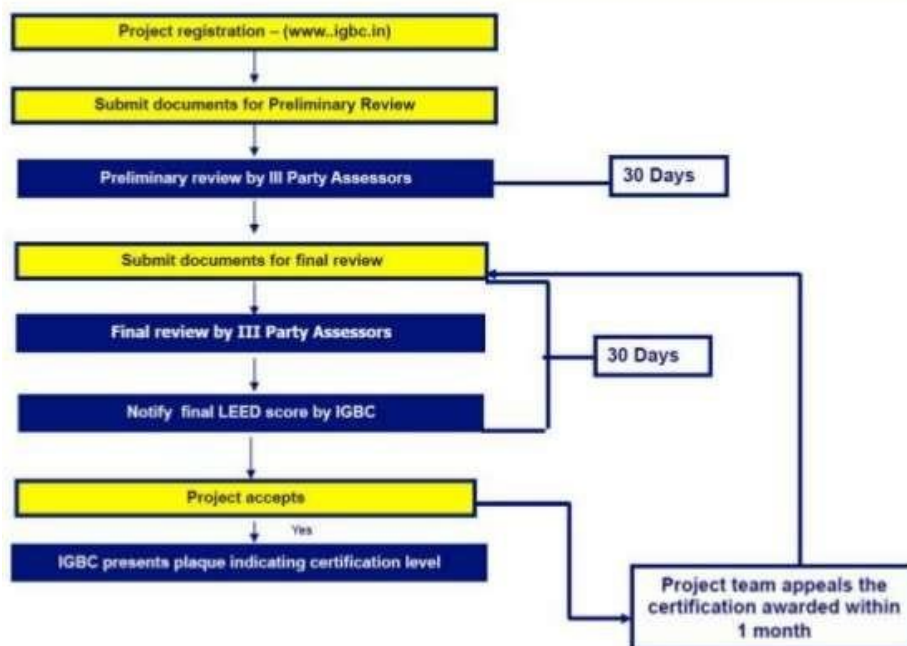 Project registration – (www..igbc.in)
Submit documents for Preliminary Review
Preliminary review by III Party Assessors
30 Days
Submit documents for final review
Final review by III Party Assessors
30 Days
Notify final LEED score by IGBC
Project accepts
Yes
IGBC presents plaque indicating certification level
Project team appeals the
certification awarded within
1 month